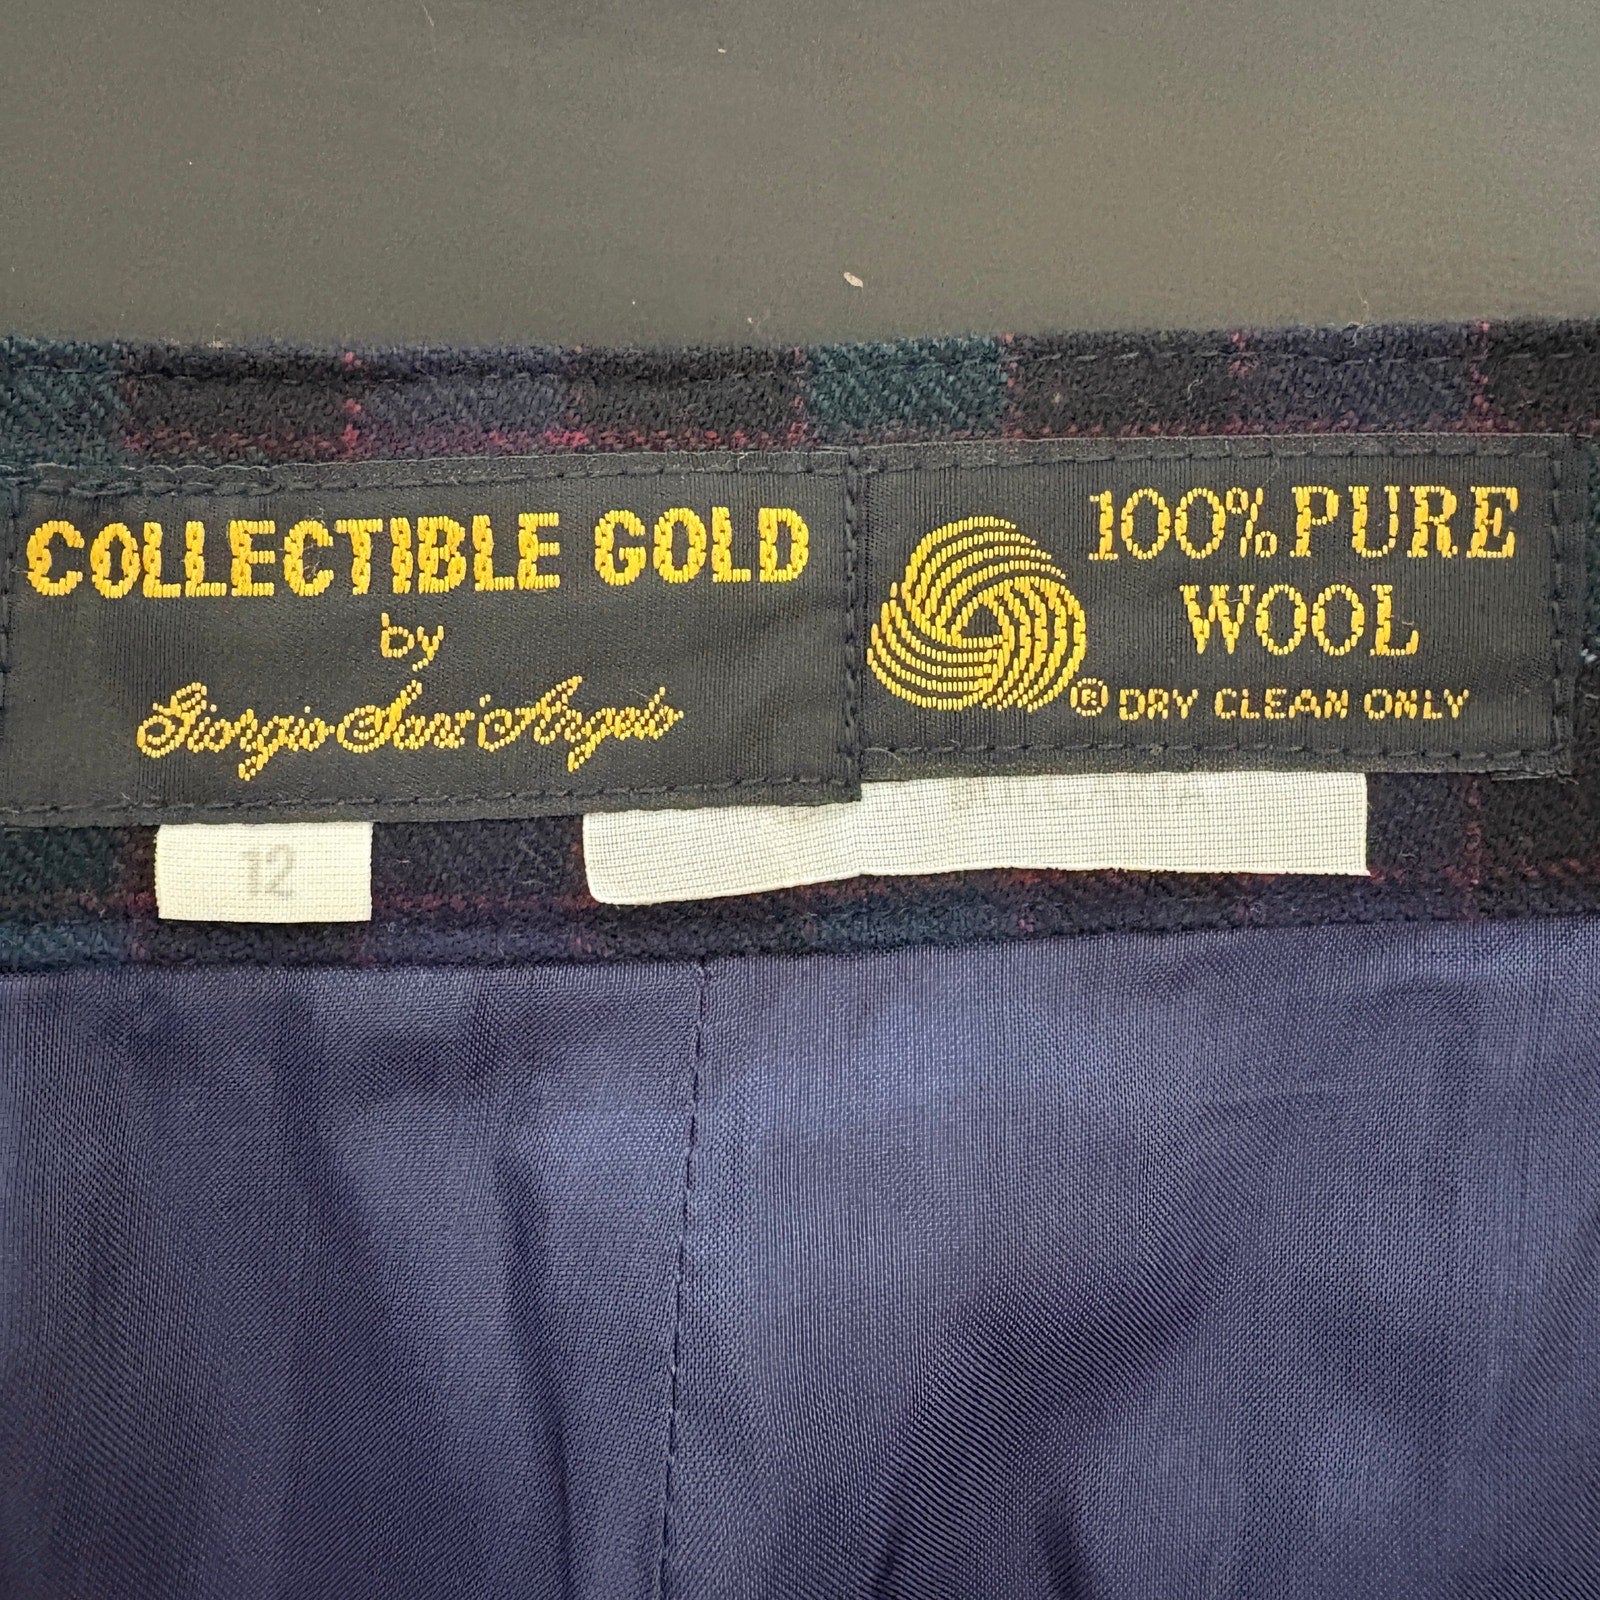 COLLECTIBLE GOLD
by
Giorgio Sant'Angelo
100% PURE
WOOL
® DRY CLEAN ONLY
12